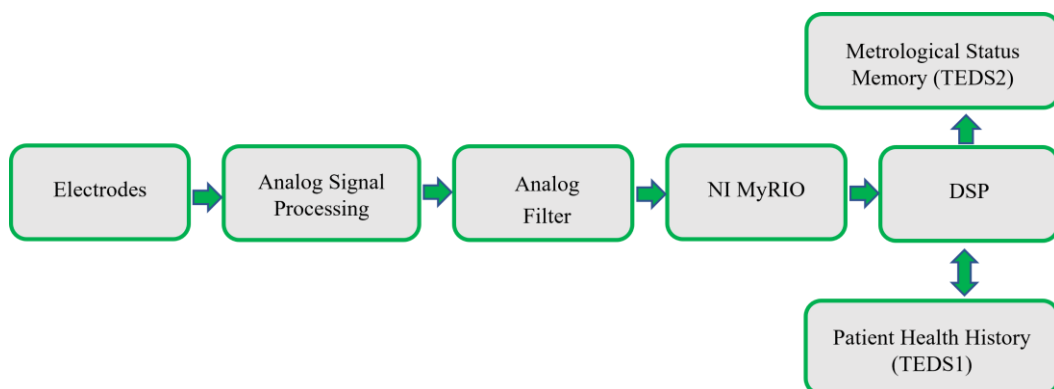 Metrological Status
Memory (TEDS2)
Electrodes
Analog Signal
Processing
Analog
Filter
NI MyRIO
DSP
Patient Health History
(TEDS1)